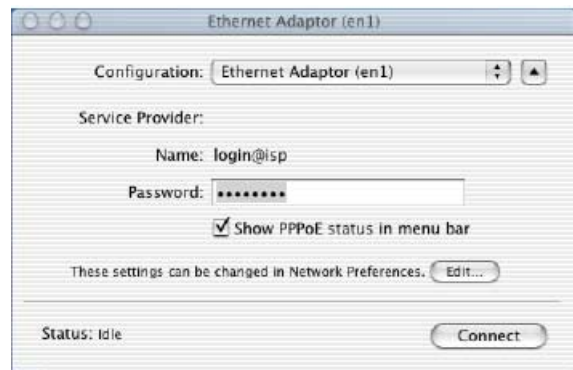 Ethernet Adaptor (en1)
Configuration: Ethernet Adaptor (en1)
Service Provider:
Name: login@isp
Password: ••••••••
Show PPPoE status in menu bar
These settings can be changed in Network Preferences. Edit...
Status: Idle
Connect